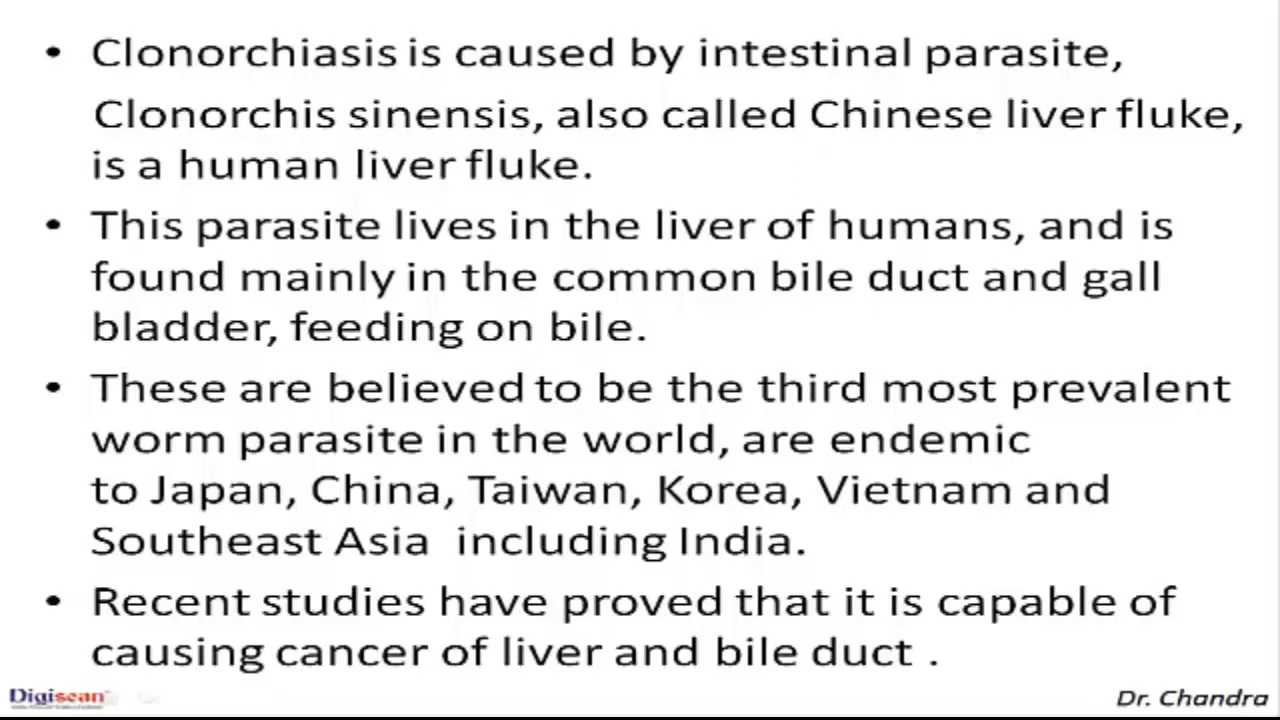 • Clonorchiasis is caused by intestinal parasite,
Clonorchis sinensis, also called Chinese liver fluke,
is a human liver fluke.
• This parasite lives in the liver of humans, and is
found mainly in the common bile duct and gall
bladder, feeding on bile.
• These are believed to be the third most prevalent
worm parasite in the world, are endemic
to Japan, China, Taiwan, Korea, Vietnam and
Southeast Asia including India.
• Recent studies have proved that it is capable of
causing cancer of liver and bile duct .
Digiscan
Dr. Chandra